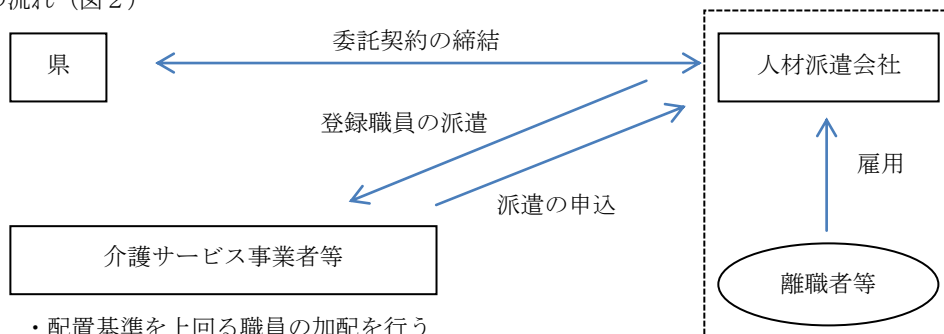 の流れ（図２）
委託契約の締結
県
人材派遣会社
登録職員の派遣
雇用
派遣の申込
介護サービス事業者等
離職者等
・配置基準を上回る職員の加配を行う